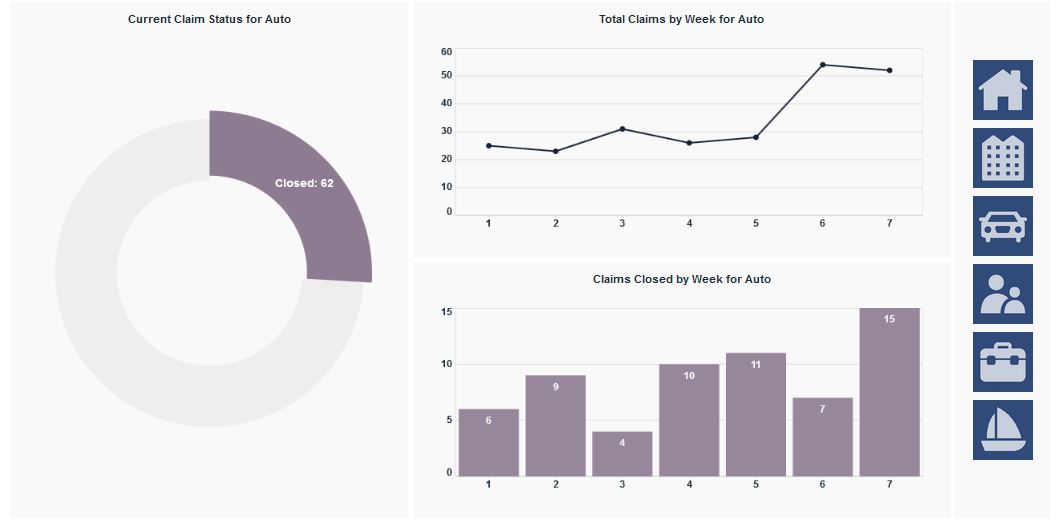 Current Claim Status for Auto
Closed: 62
Total Claims by Week for Auto
60
50
40
30
20
10
0
1 2 3 4 5 6 7
Claims Closed by Week for Auto
15
10
5
0
6 9 4 10 11 7 15
1 2 3 4 5 6 7